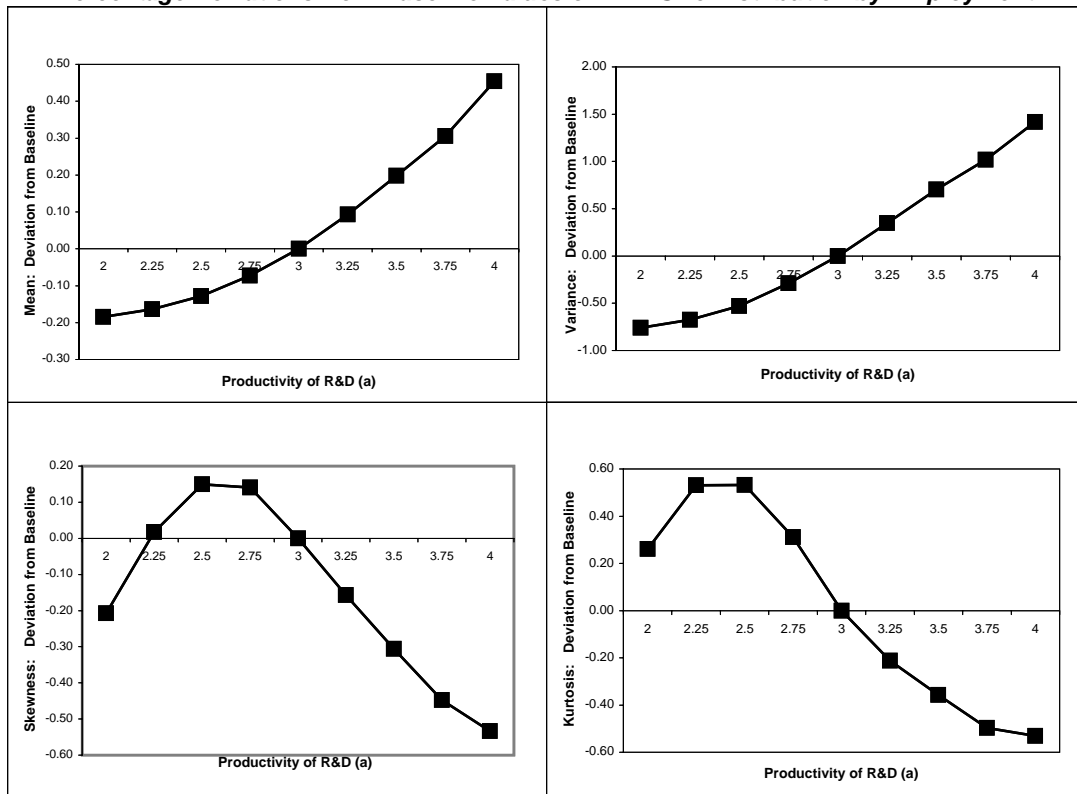 Mean: Deviation from Baseline
0.50
0.40
0.30
0.20
0.10
0.00
-0.10
-0.20
-0.30
2 2.25 2.5 2.75 3 3.25 3.5 3.75 4
Productivity of R&D (a)
Variance: Deviation from Baseline
2.00
1.50
1.00
0.50
0.00
-0.50
-1.00
2 2.25 2.5 2.75 3 3.25 3.5 3.75 4
Productivity of R&D (a)
Skewness: Deviation from Baseline
0.20
0.10
0.00
-0.10
-0.20
-0.30
-0.40
-0.50
-0.60
2 2.25 2.5 2.75 3 3.25 3.5 3.75 4
Productivity of R&D (a)
Kurtosis: Deviation from Baseline
0.60
0.40
0.20
0.00
-0.20
-0.40
-0.60
2 2.25 2.5 2.75 3 3.25 3.5 3.75 4
Productivity of R&D (a)